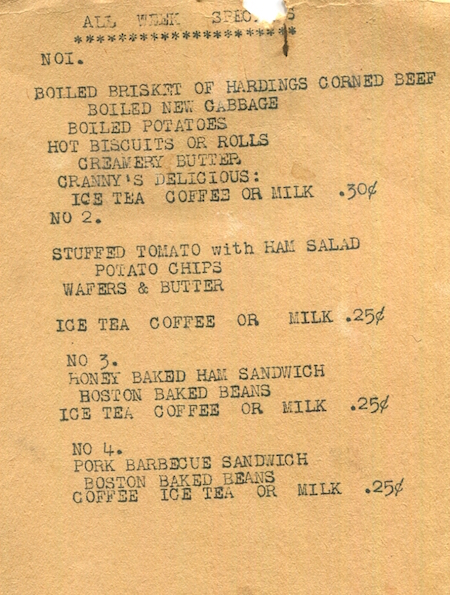 ALL WEEK SPECIALS
*********************
NO1.
BOILED BRISKET OF HARDINGS CORNED BEEF
BOILED NEW CABBAGE
BOILED POTATOES
HOT BISCUITS OR ROLLS
CREAMERY BUTTER
CRANNY'S DELICIOUS:
ICE TEA COFFEE OR MILK .30¢
NO 2.
STUFFED TOMATO with HAM SALAD
POTATO CHIPS
WAFERS & BUTTER
ICE TEA COFFEE OR MILK .25¢
NO 3.
HONEY BAKED HAM SANDWICH
BOSTON BAKED BEANS
ICE TEA COFFEE OR MILK .25¢
NO 4.
PORK BARBECUE SANDWICH
BOSTON BAKED BEANS
COFFEE ICE TEA OR MILK .25¢